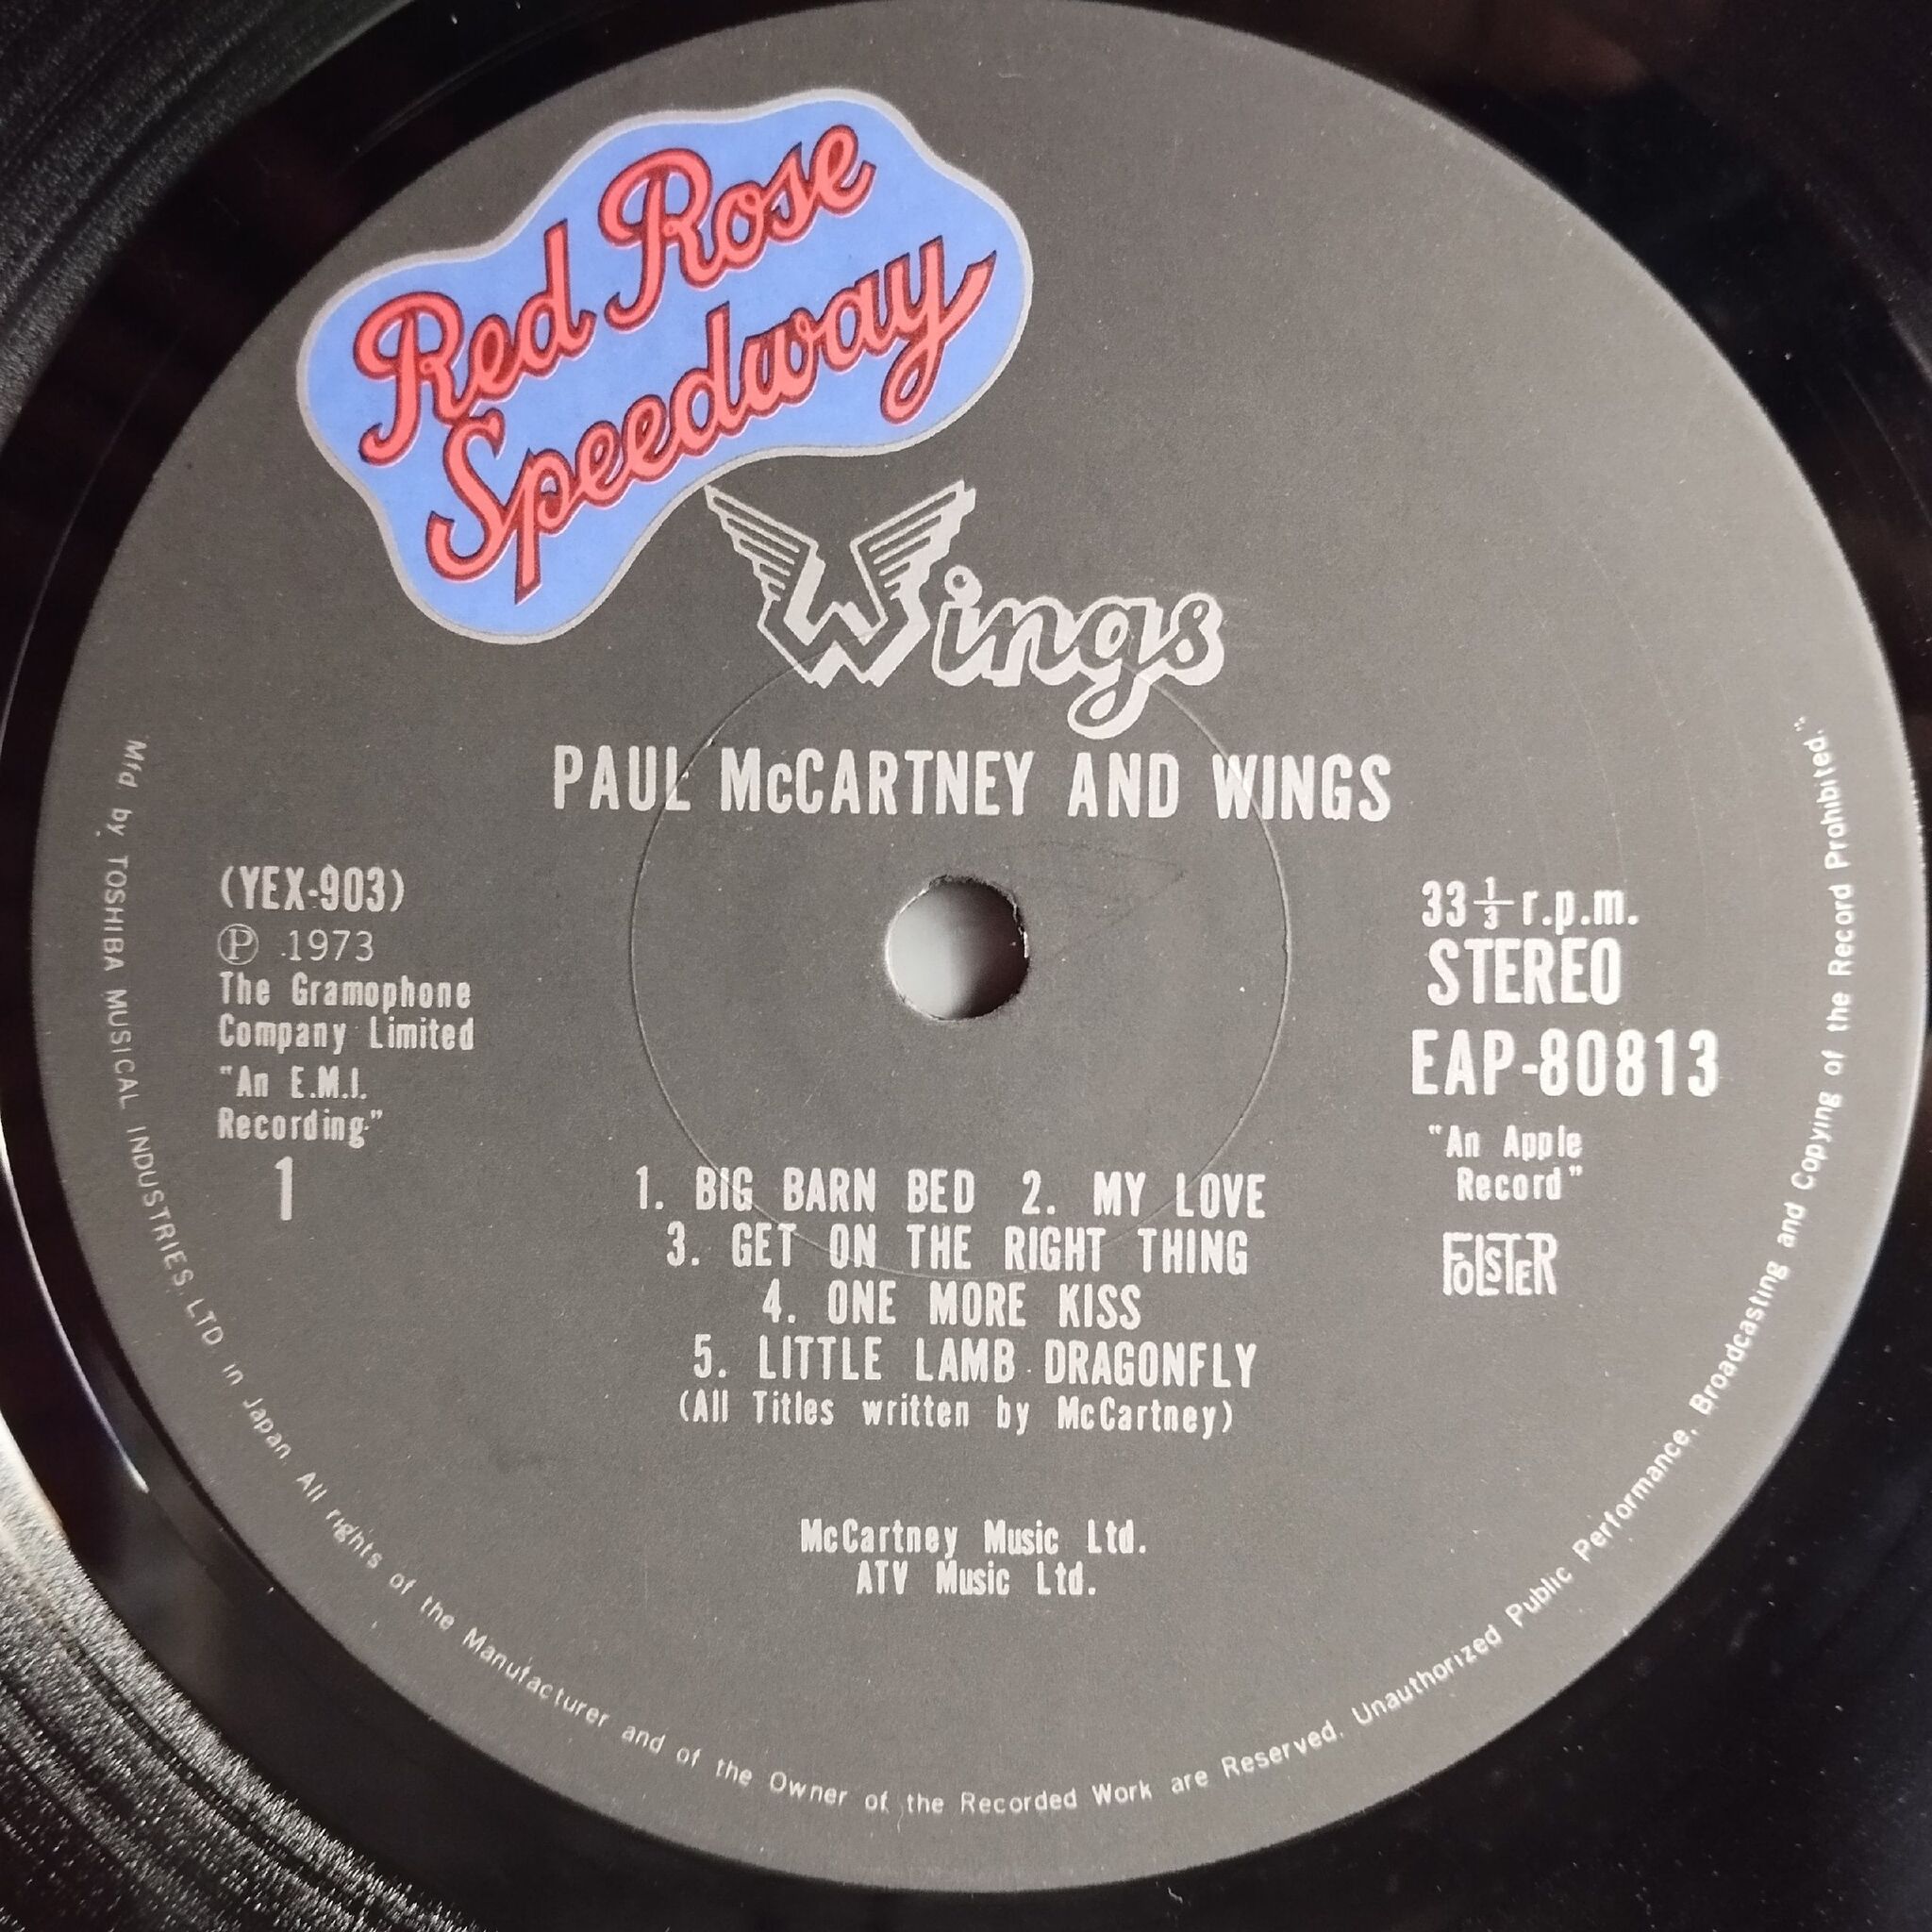 Red Rose
Speedway
Wings
PAUL McCARTNEY AND WINGS
(YEX-903)
Ⓟ 1973
The Gramophone
Company Limited
"An E.M.I.
Recording"
1
33⅓ r.p.m.
STEREO
EAP-80813
"An Apple
Record"
FOLSTER
1. BIG BARN BED 2. MY LOVE
3. GET ON THE RIGHT THING
4. ONE MORE KISS
5. LITTLE LAMB DRAGONFLY
(All Titles written by McCartney)
McCartney Music Ltd.
ATV Music Ltd.
Mfd by TOSHIBA MUSICAL INDUSTRIES LTD in Japan All rights of the Manufacturer and of the Owner of the Recorded Work are Reserved. Unauthorized Public Performance, Broadcasting and Copying of the Record Prohibited."